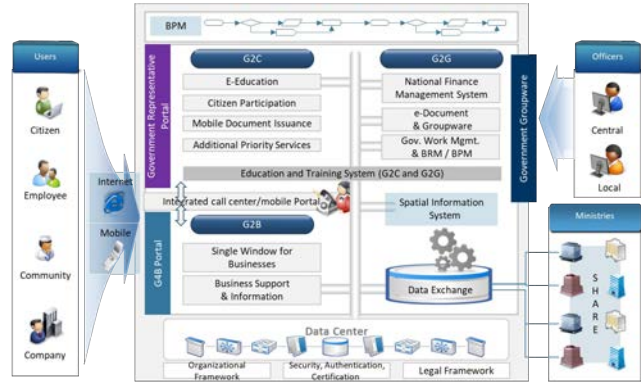 BPM
Users
Citizen
Employee
Community
Company
Internet
Mobile
Government Representative
Portal
G4B Portal
G2C
E-Education
Citizen Participation
Mobile Document Issuance
Additional Priority Services
G2G
National Finance
Management System
e-Document
& Groupware
Gov. Work Mgmt.
& BRM / BPM
Education and Training System (G2C and G2G)
Integrated call center/mobile Portal
G2B
Single Window for
Businesses
Business Support
& Information
Spatial Information
System
Data Exchange
Government Groupware
Officers
Central
Local
Ministries
SHARE
Data Center
Organizational
Framework
Security, Authentication,
Certification
Legal Framework